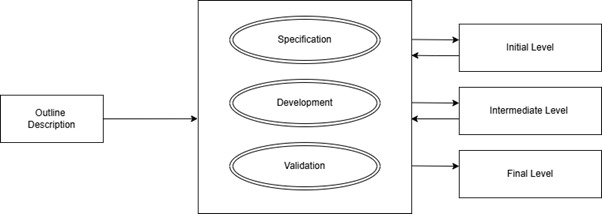 Specification
Initial Level
Outline
Description
Development
Intermediate Level
Validation
Final Level